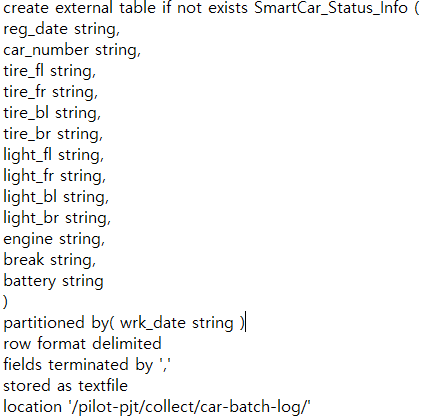 create external table if not exists SmartCar_Status_Info (
reg_date string,
car_number string,
tire_fl string,
tire_fr string,
tire_bl string,
tire_br string,
light_fl string,
light_fr string,
light_bl string,
light_br string,
engine string,
break string,
battery string
)
partitioned by( wrk_date string )
row format delimited
fields terminated by ','
stored as textfile
location '/pilot-pjt/collect/car-batch-log/'